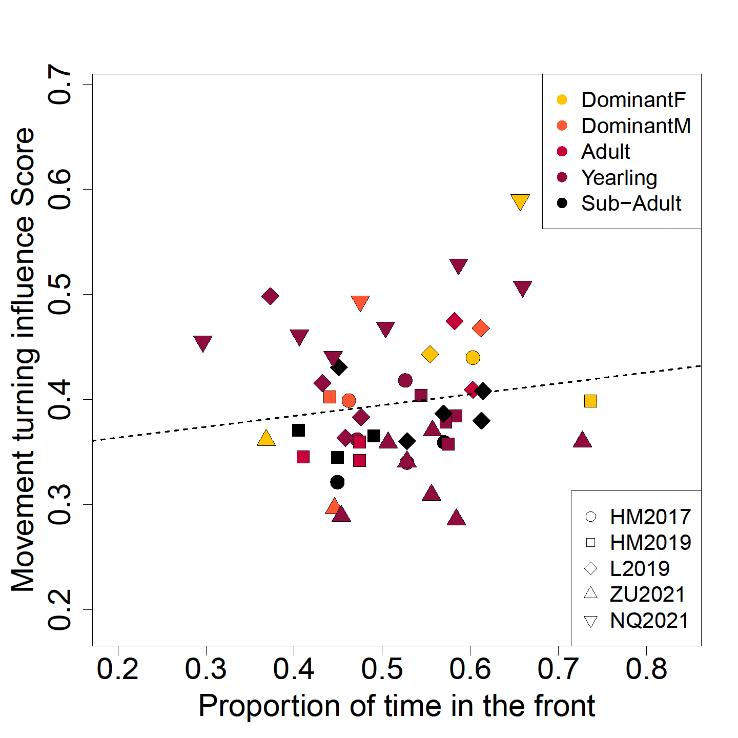 DominantF
DominantM
Adult
Yearling
Sub−Adult
HM2017
HM2019
L2019
ZU2021
NQ2021
Movement turning influence Score
0.7
0.6
0.5
0.4
0.3
0.2
0.2 0.3 0.4 0.5 0.6 0.7 0.8
Proportion of time in the front